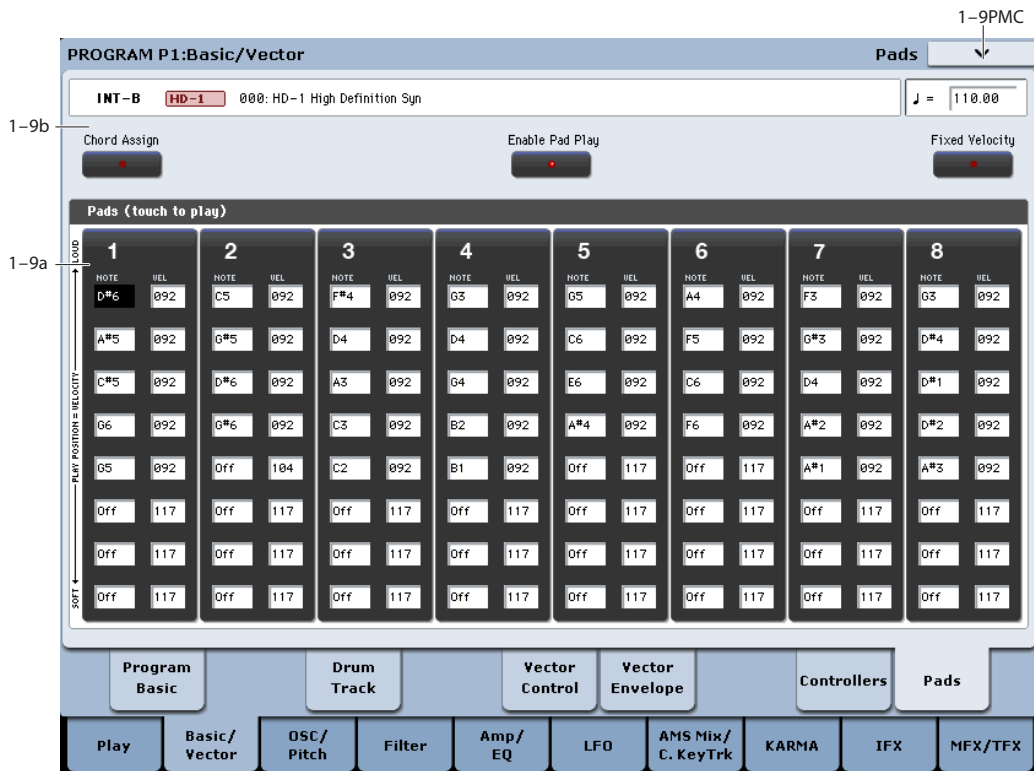 1–9PMC
PROGRAM P1:Basic/Vector Pads
INT-B HD-1 000: HD-1 High Definition Syn ♩ = 110.00
1–9b
Chord Assign Enable Pad Play Fixed Velocity
Pads (touch to play)
1–9a
SOFT PLAY POSITION = VELOCITY LOUD
1 2 3 4 5 6 7 8
NOTE VEL NOTE VEL NOTE VEL NOTE VEL NOTE VEL NOTE VEL NOTE VEL NOTE VEL
D#6 092 C5 092 F#4 092 G3 092 G5 092 A4 092 F3 092 G3 092
A#5 092 G#5 092 D4 092 D4 092 C6 092 F5 092 G#3 092 D#4 092
C#5 092 D#6 092 A3 092 G4 092 E6 092 C6 092 D4 092 D#1 092
G6 092 G#6 092 C3 092 B2 092 A#4 092 F6 092 A#2 092 D#2 092
G5 092 Off 104 C2 092 B1 092 Off 117 Off 117 A#1 092 A#3 092
Off 117 Off 117 Off 117 Off 117 Off 117 Off 117 Off 117 Off 117
Off 117 Off 117 Off 117 Off 117 Off 117 Off 117 Off 117 Off 117
Off 117 Off 117 Off 117 Off 117 Off 117 Off 117 Off 117 Off 117
Program Drum Vector Vector Controllers Pads
Basic Track Control Envelope
Play Basic/ OSC/ Filter Amp/ LFO AMS Mix/ KARMA IFX MFX/TFX
Vector Pitch EQ C. KeyTrk